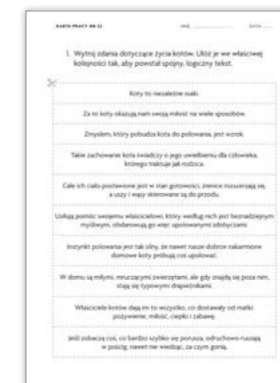 KARTA PRACY NR 22
IMIĘ
DATA
1. Wytnij zdania dotyczące życia kotów. Ułóż je we właściwej
kolejności tak, aby powstał spójny, logiczny tekst.
Koty to niezależne ssaki.
Za to koty okazują nam swoją miłość na wiele sposobów.
Zmysłem, który pobudza kota do polowania, jest wzrok.
Takie zachowanie kota świadczy o jego uwielbieniu dla człowieka,
którego traktuje jak rodzica.
Całe ich ciało postawione jest w stan gotowości, źrenice rozszerzają się,
a uszy i wąsy skierowane są do przodu.
Usiłują pomóc swojemu właścicielowi, który według nich jest beznadziejnym
myśliwym, obdarowują go więc upolowanymi zdobyczami.
Instynkt polowania jest tak silny, że nawet nasze dobrze nakarmione
domowe koty próbują coś upolować.
W domu są miłymi, mruczącymi zwierzętami, ale gdy znajdą się poza nim,
stają się typowymi drapieżnikami.
Właściciele kotów dają im to wszystko, co dostawały od matki:
pożywienie, miłość, ciepło i zabawę.
Jeśli zobaczą coś, co bardzo szybko się porusza, odruchowo ruszają
w pościg, nawet nie wiedząc, za czym gonią.